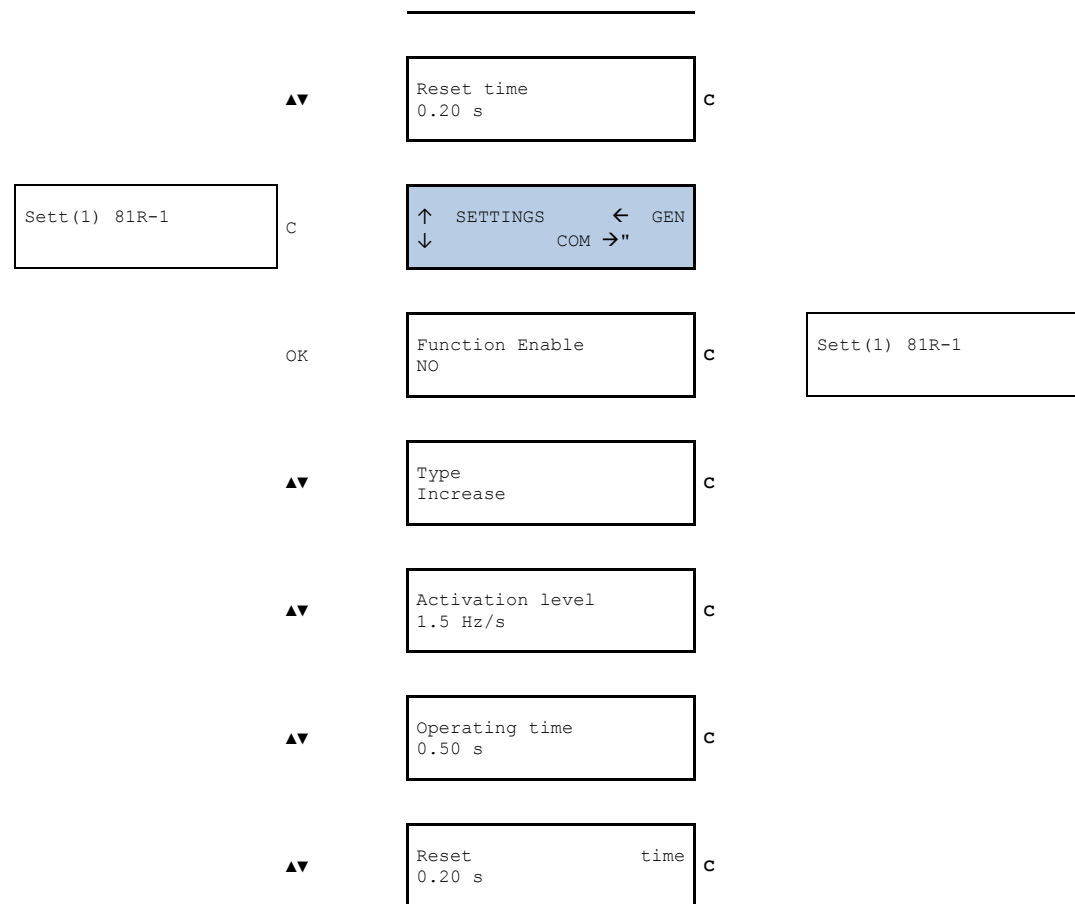 Reset time
▲▼ C
0.20 s
Sett(1) 81R-1
C
↑ SETTINGS ← GEN
↓ COM →"
OK
Function Enable
NO
C
Sett(1) 81R-1
▲▼
Type
Increase
C
▲▼
Activation level
1.5 Hz/s
C
▲▼
Operating time
0.50 s
C
▲▼
Reset time
0.20 s
C